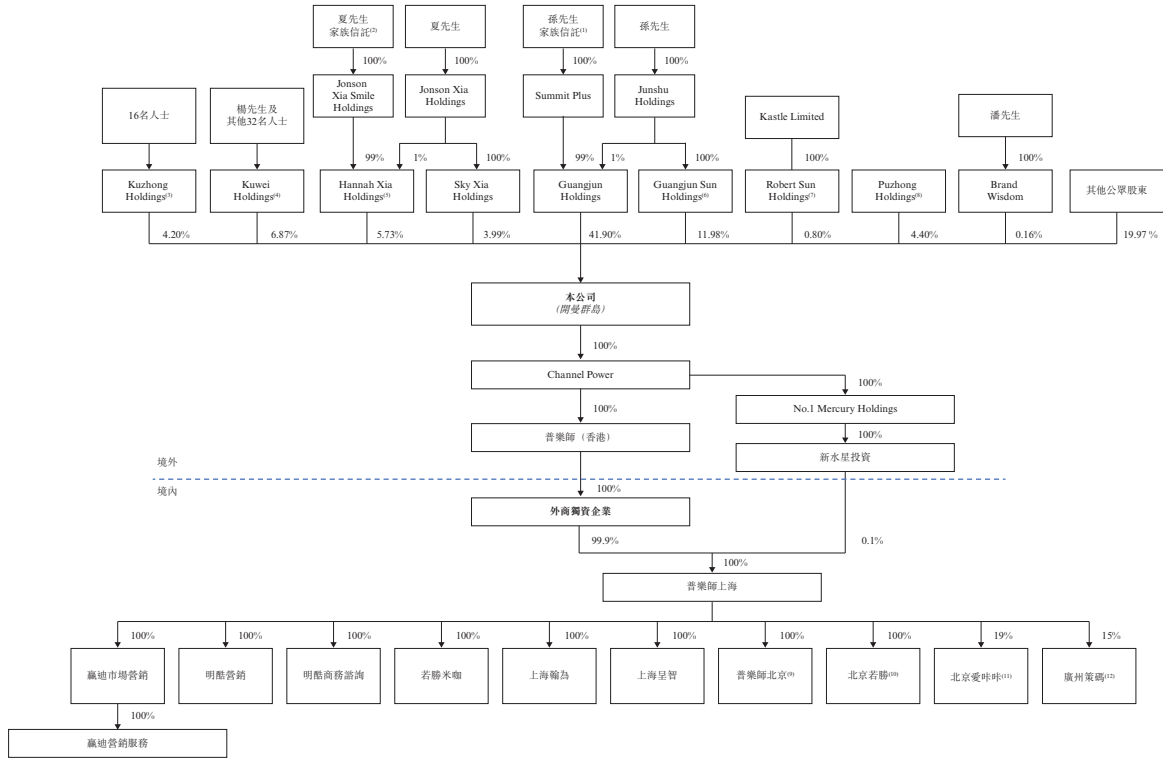 夏先生
家族信託(2)
夏先生
孫先生
家族信託(1)
孫先生
100%
100%
100%
100%
16名人士
楊先生及
其他32名人士
Jonson
Xia Smile
Holdings
Jonson Xia
Holdings
Summit Plus
Junshu
Holdings
Kastle Limited
潘先生
99%
1%
100%
99%
1%
100%
100%
100%
Kuzhong
Holdings(3)
Kuwei
Holdings(4)
Hannah Xia
Holdings(5)
Sky Xia
Holdings
Guangjun
Holdings
Guangjun Sun
Holdings(6)
Robert Sun
Holdings(7)
Puzhong
Holdings(8)
Brand
Wisdom
其他公眾股東
4.20%
6.87%
5.73%
3.99%
41.90%
11.98%
0.80%
4.40%
0.16%
19.97 %
本公司
(開曼群島)
100%
Channel Power
100%
100%
No.1 Mercury Holdings
普樂師（香港）
100%
新水星投資
境外
境內
100%
外商獨資企業
99.9%
0.1%
100%
普樂師上海
100%
100%
100%
100%
100%
100%
100%
100%
19%
15%
贏迪市場營銷
明酷營銷
明酷商務諮詢
若勝米咖
上海翰為
上海呈智
普樂師北京(9)
北京若勝(10)
北京愛咔咔(11)
廣州策碼(12)
100%
贏迪營銷服務